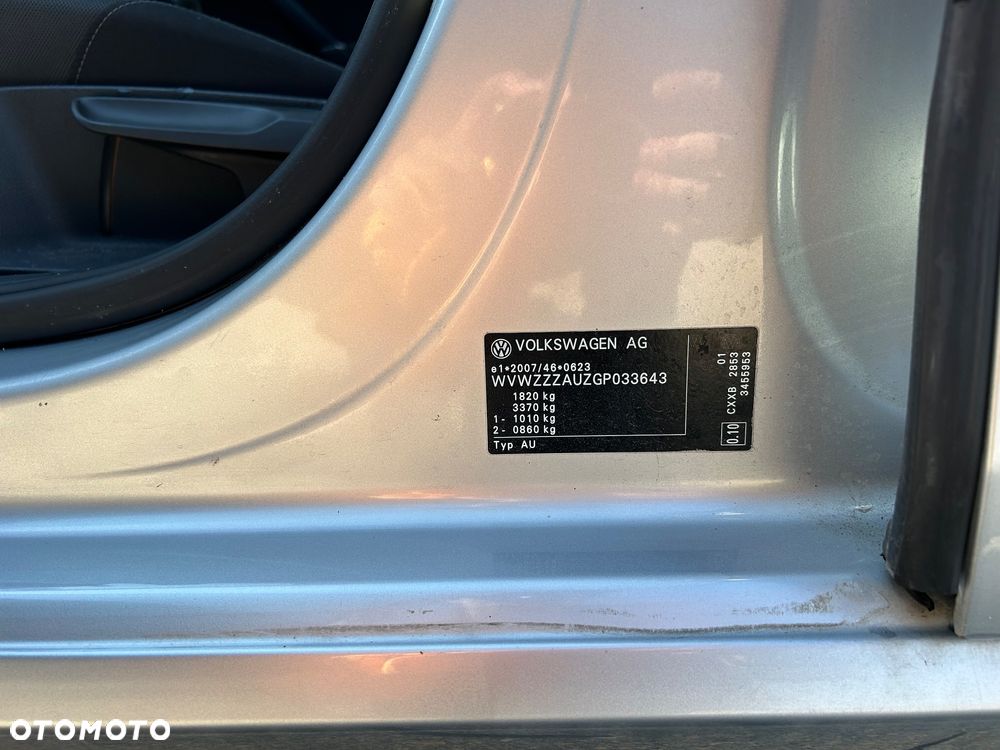 VOLKSWAGEN AG
e1*2007/46*0623
WVWZZZAUZGP033643
1820 kg
3370 kg
1 - 1010 kg
2 - 0860 kg
Typ AU
0.10
CXXB 2853 01
3455953
OTOMOTO